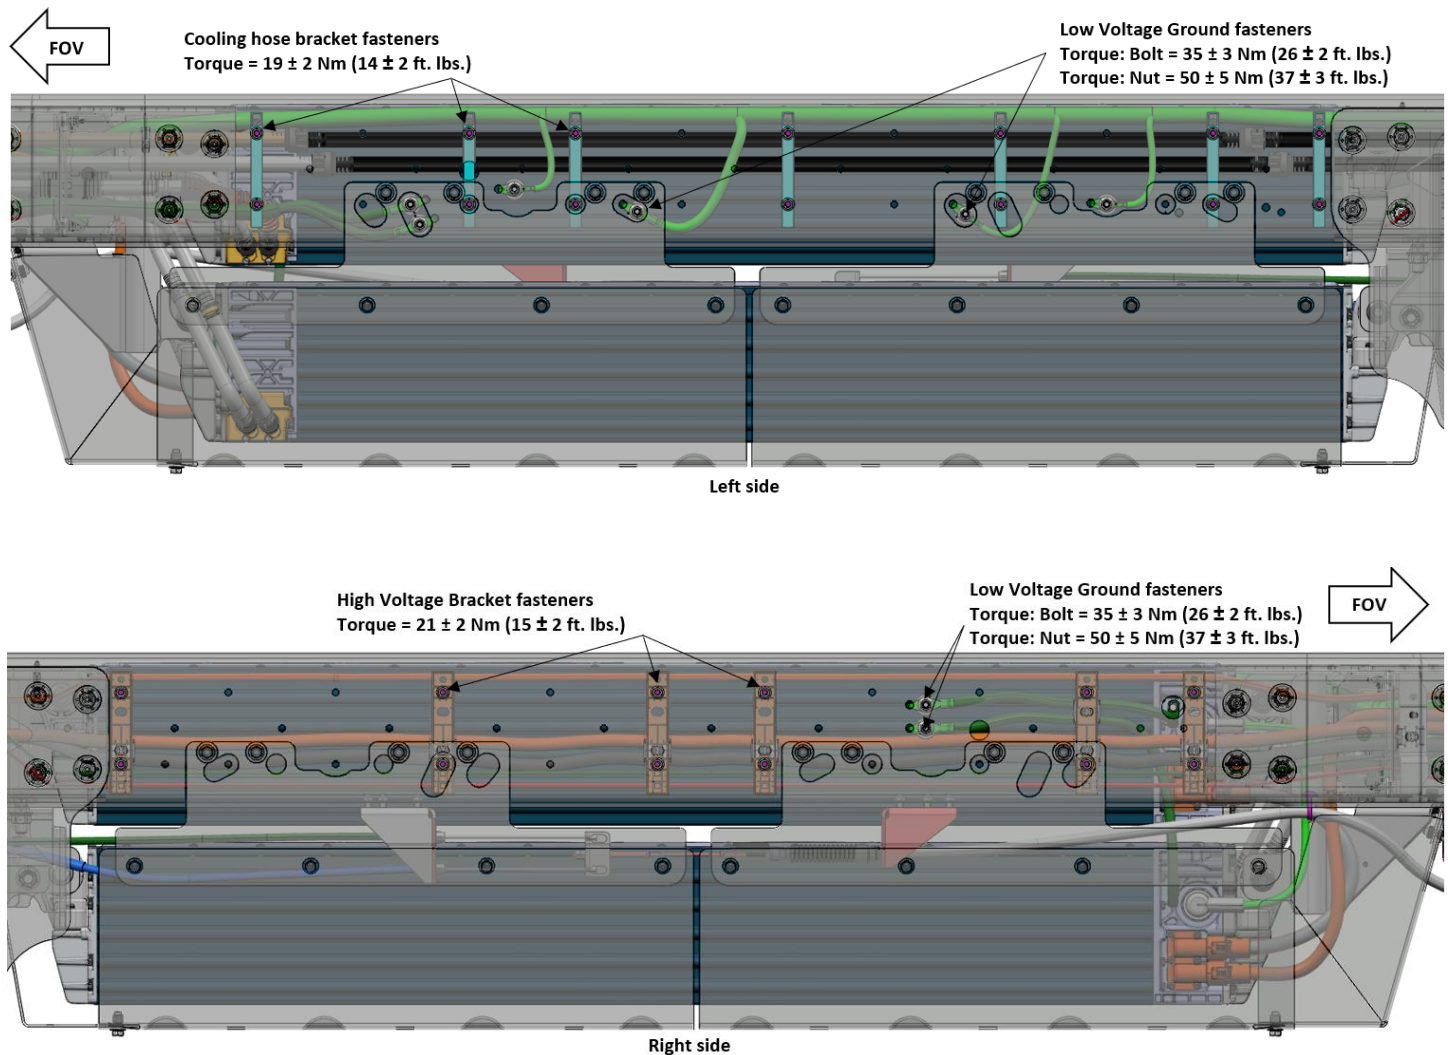 FOV
Cooling hose bracket fasteners
Torque = 19 ± 2 Nm (14 ± 2 ft. lbs.)
Low Voltage Ground fasteners
Torque: Bolt = 35 ± 3 Nm (26 ± 2 ft. lbs.)
Torque: Nut = 50 ± 5 Nm (37 ± 3 ft. lbs.)
Left side
High Voltage Bracket fasteners
Torque = 21 ± 2 Nm (15 ± 2 ft. lbs.)
Low Voltage Ground fasteners
Torque: Bolt = 35 ± 3 Nm (26 ± 2 ft. lbs.)
Torque: Nut = 50 ± 5 Nm (37 ± 3 ft. lbs.)
FOV
Right side